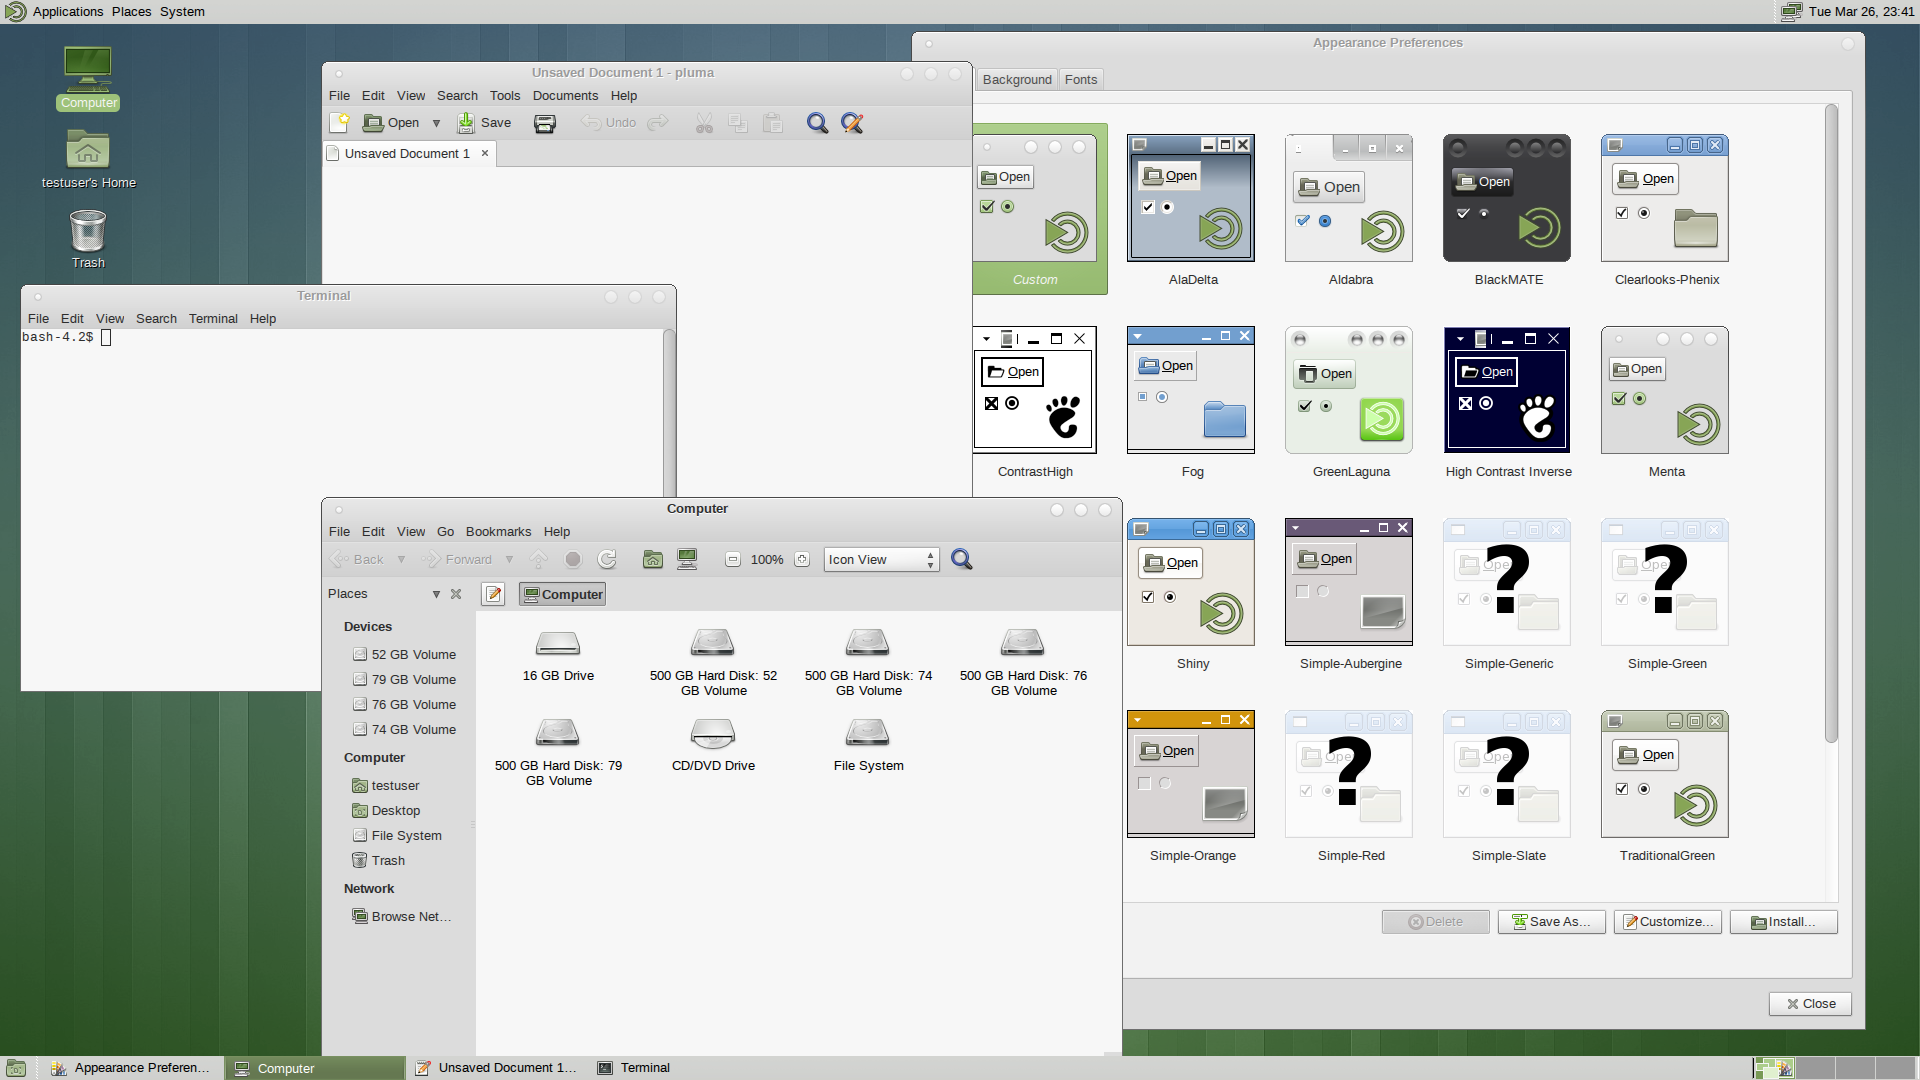 Applications Places System
Tue Mar 26, 23:41
Computer
testuser's Home
Trash
Unsaved Document 1 - pluma
File Edit View Search Tools Documents Help
Open Save Undo
Unsaved Document 1
Terminal
File Edit View Search Terminal Help
bash-4.2$
Appearance Preferences
Background Fonts
Open Open Open Open Open
Custom AlaDelta Aldabra BlackMATE Clearlooks-Phenix
Open Open Open Open Open
ContrastHigh Fog GreenLaguna High Contrast Inverse Menta
Open Open ? ?
Shiny Simple-Aubergine Simple-Generic Simple-Green
Open ? ? Open
Simple-Orange Simple-Red Simple-Slate TraditionalGreen
Delete Save As... Customize... Install...
Close
Computer
File Edit View Go Bookmarks Help
Back Forward 100% Icon View
Places Computer
Devices
52 GB Volume
79 GB Volume
76 GB Volume
74 GB Volume
Computer
testuser
Desktop
File System
Trash
Network
Browse Net...
16 GB Drive
500 GB Hard Disk: 52
GB Volume
500 GB Hard Disk: 74
GB Volume
500 GB Hard Disk: 76
GB Volume
500 GB Hard Disk: 79
GB Volume
CD/DVD Drive
File System
Appearance Preferen... Computer Unsaved Document 1... Terminal